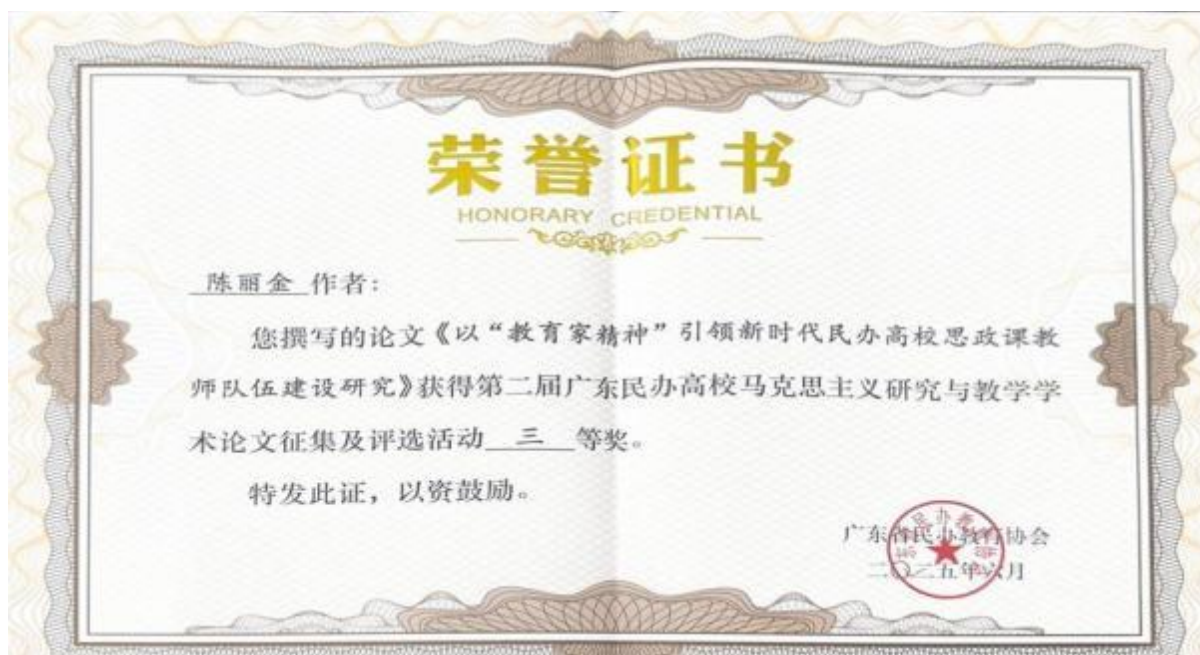 荣誉证书
HONORARY CREDENTIAL
陈丽金 作者：
您撰写的论文《以“教育家精神”引领新时代民办高校思政课教
师队伍建设研究》获得第二届广东民办高校马克思主义研究与教学学
术论文征集及评选活动 三 等奖。
特发此证，以资鼓励。
广东省民办教育协会
二〇二五年六月